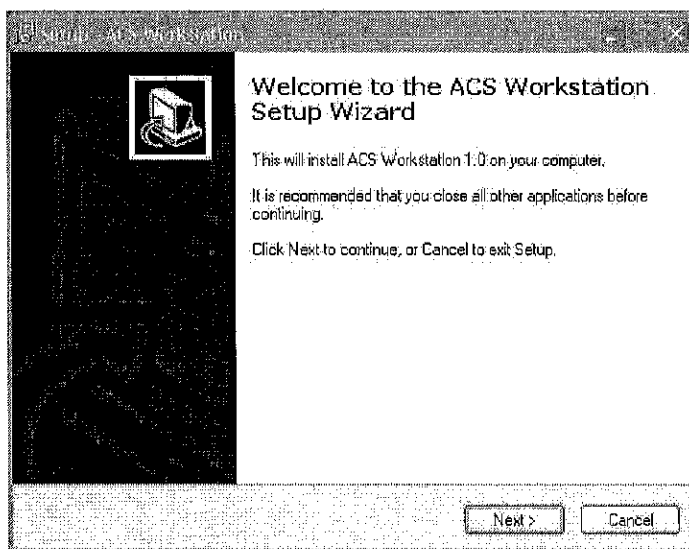 Setup - ACS Workstation
Welcome to the ACS Workstation
Setup Wizard
This will install ACS Workstation 1.0 on your computer.
It is recommended that you close all other applications before
continuing.
Click Next to continue, or Cancel to exit Setup.
Next >
Cancel